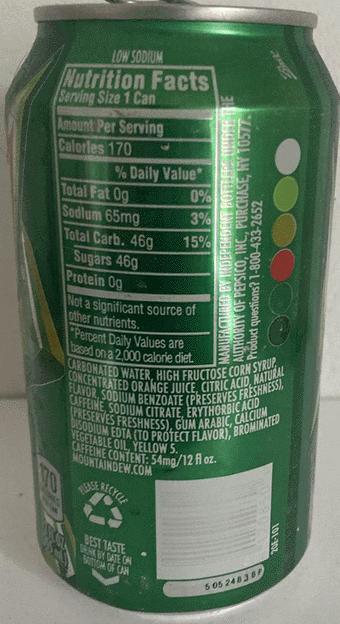 LOW SODIUM
Nutrition Facts
Serving Size 1 Can
Amount Per Serving
Calories 170
% Daily Value*
Total Fat 0g 0%
Sodium 65mg 3%
Total Carb. 46g 15%
Sugars 46g
Protein 0g
Not a significant source of
other nutrients.
*Percent Daily Values are
based on a 2,000 calorie diet.
CARBONATED WATER, HIGH FRUCTOSE CORN SYRUP,
CONCENTRATED ORANGE JUICE, CITRIC ACID, NATURAL
FLAVOR, SODIUM BENZOATE (PRESERVES FRESHNESS),
CAFFEINE, SODIUM CITRATE, ERYTHORBIC ACID
(PRESERVES FRESHNESS), GUM ARABIC, CALCIUM
DISODIUM EDTA (TO PROTECT FLAVOR), BROMINATED
VEGETABLE OIL, YELLOW 5.
CAFFEINE CONTENT: 54mg/12 fl oz.
MOUNTAINDEW.COM
MANUFACTURED BY INDEPENDENT BOTTLERS UNDER THE
AUTHORITY OF PEPSICO, INC., PURCHASE, NY 10577.
Product questions? 1-800-433-2652
170
PLEASE RECYCLE
BEST TASTE
DRINK BY DATE ON
BOTTOM OF CAN
20E-107